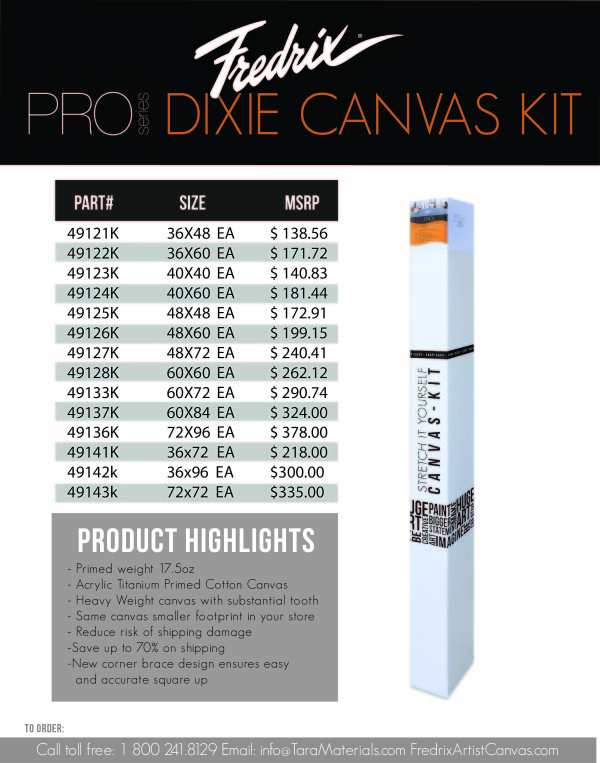 Fredrix®
PRO series DIXIE CANVAS KIT
PART# SIZE MSRP
49121K 36X48 EA $ 138.56
49122K 36X60 EA $ 171.72
49123K 40X40 EA $ 140.83
49124K 40X60 EA $ 181.44
49125K 48X48 EA $ 172.91
49126K 48X60 EA $ 199.15
49127K 48X72 EA $ 240.41
49128K 60X60 EA $ 262.12
49133K 60X72 EA $ 290.74
49137K 60X84 EA $ 324.00
49136K 72X96 EA $ 378.00
49141K 36x72 EA $ 218.00
49142k 36x96 EA $300.00
49143k 72x72 EA $335.00
PRODUCT HIGHLIGHTS
- Primed weight 17.5oz
- Acrylic Titanium Primed Cotton Canvas
- Heavy Weight canvas with substantial tooth
- Same canvas smaller footprint in your store
- Reduce risk of shipping damage
-Save up to 70% on shipping
-New corner brace design ensures easy
and accurate square up
STRETCH IT YOURSELF
CANVAS-KIT
PAINT
HUGE
BIGGER
ART
CREATIVE
TO ORDER:
Call toll free: 1 800 241.8129 Email: info@TaraMaterials.com FredrixArtistCanvas.com